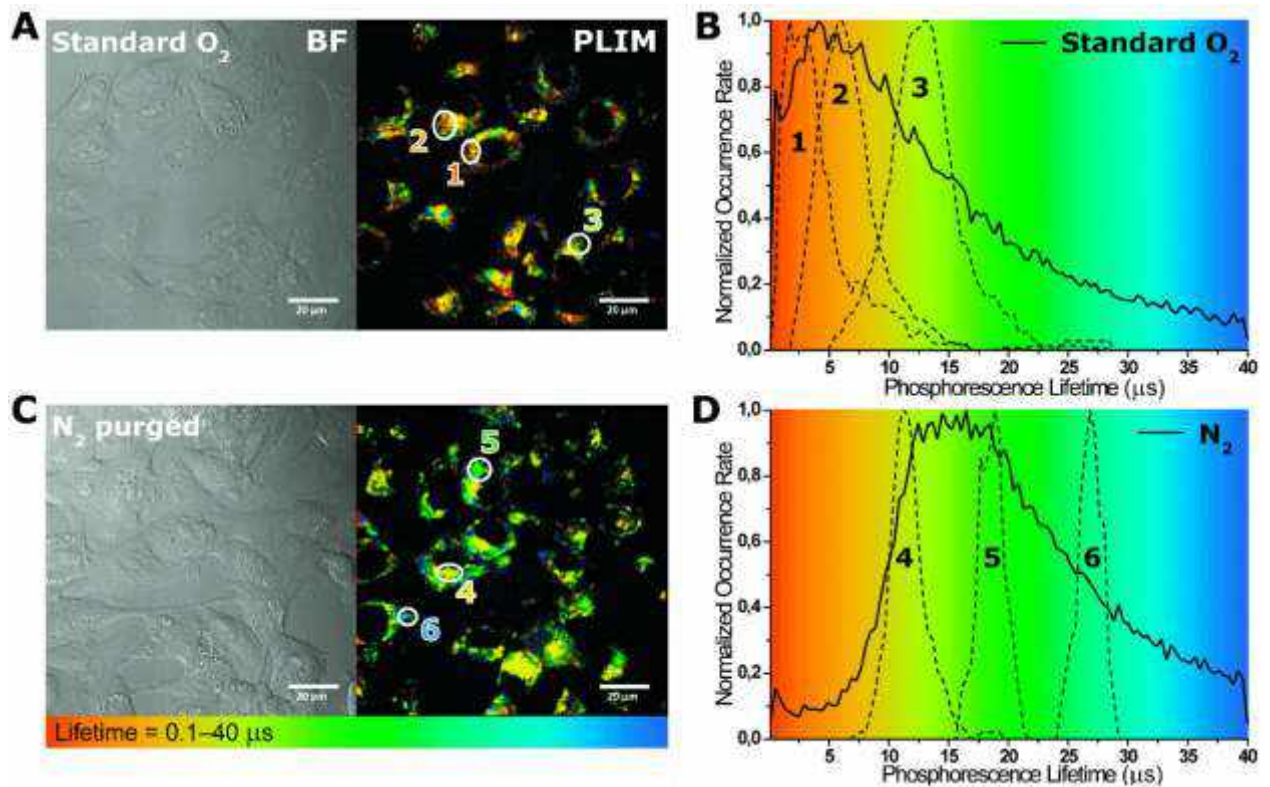 A
Standard O₂
BF
PLIM
2
1
3
20 µm
20 µm
B
Standard O₂
1
2
3
Normalized Occurrence Rate
1,0
0,8
0,6
0,4
0,2
0,0
5
10
15
20
25
30
35
40
Phosphorescence Lifetime (µs)
C
N₂ purged
5
4
6
20 µm
20 µm
Lifetime = 0.1–40 µs
D
N₂
4
5
6
Normalized Occurrence Rate
1,0
0,8
0,6
0,4
0,2
0,0
5
10
15
20
25
30
35
40
Phosphorescence Lifetime (µs)